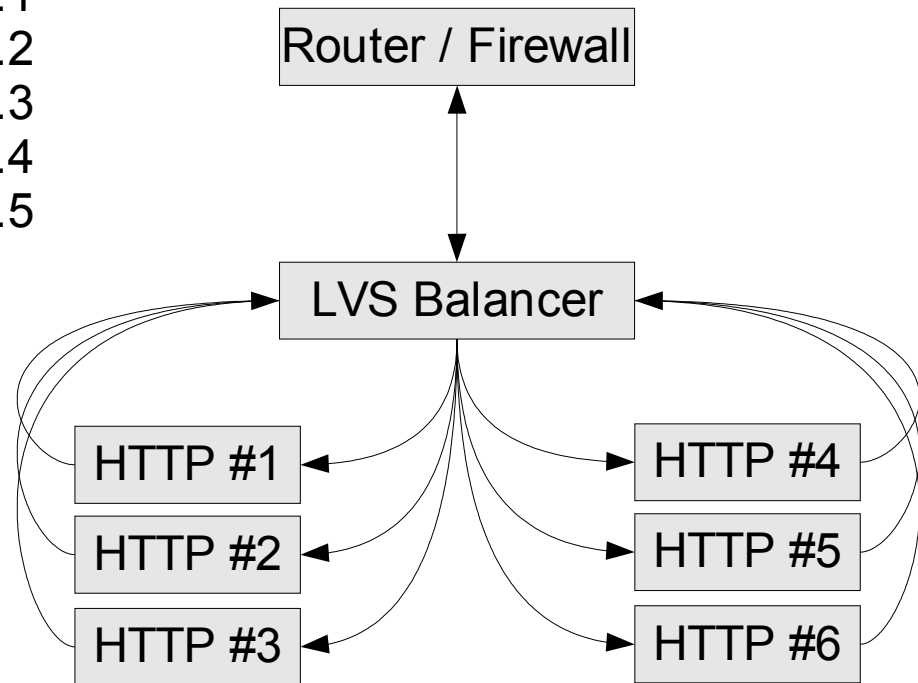 .1
.2
.3
.4
.5
Router / Firewall
LVS Balancer
HTTP #1
HTTP #2
HTTP #3
HTTP #4
HTTP #5
HTTP #6